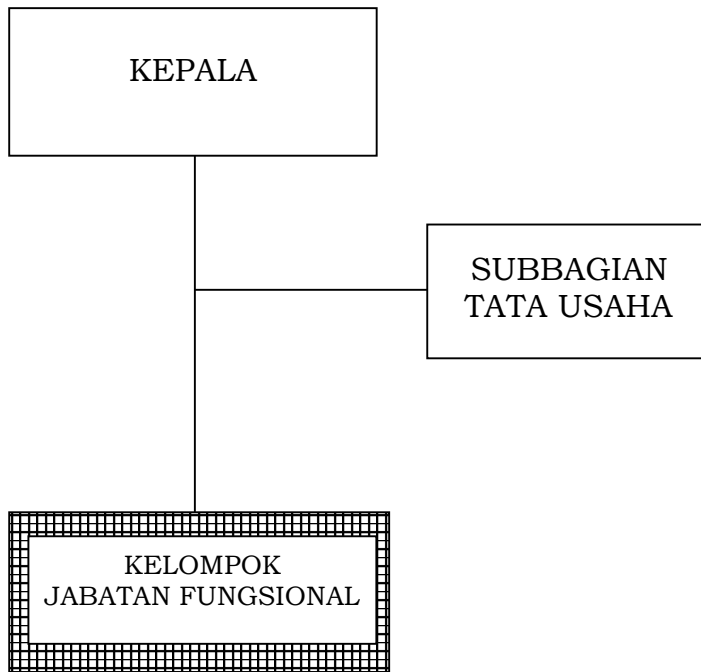 KEPALA
SUBBAGIAN
TATA USAHA
KELOMPOK
JABATAN FUNGSIONAL